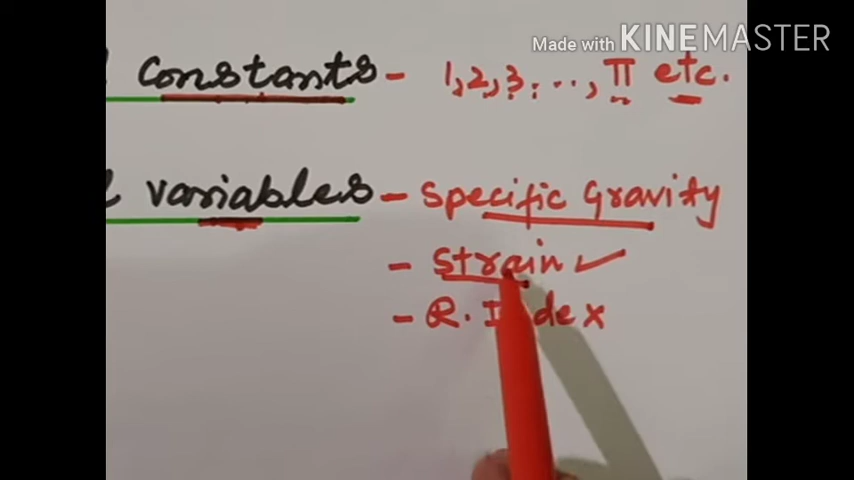 Made with KINEMASTER
constants - 1, 2, 3, ..., π etc.
variables - Specific Gravity
- Strain ✓
- R. Index